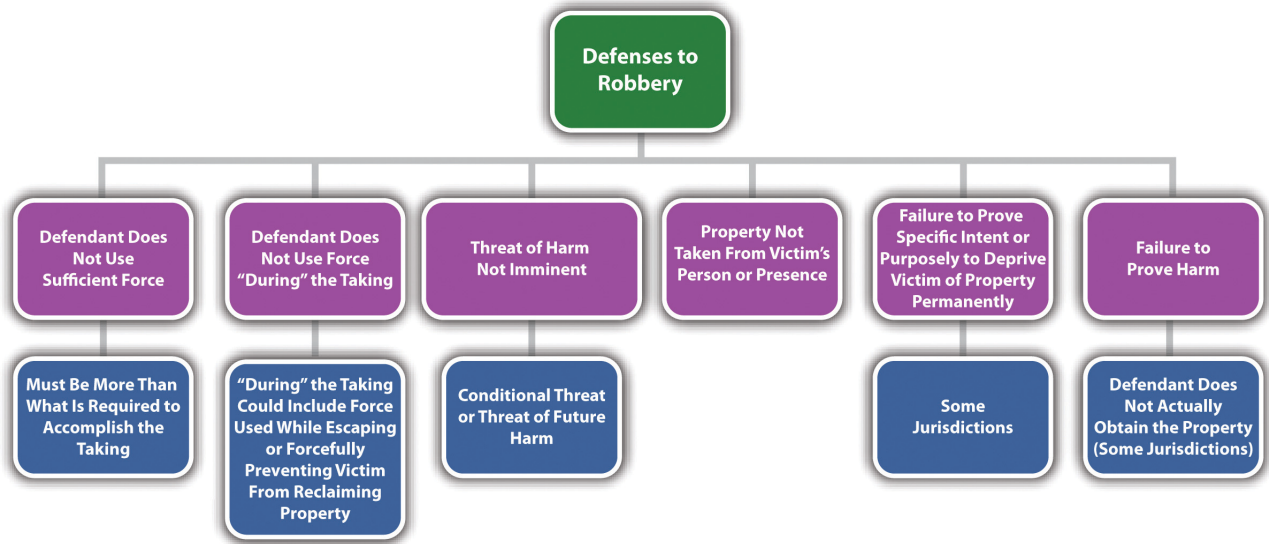 Defenses to
Robbery
Defendant Does
Not Use
Sufficient Force
Defendant Does
Not Use Force
“During” the Taking
Threat of Harm
Not Imminent
Property Not
Taken From Victim’s
Person or Presence
Failure to Prove
Specific Intent or
Purposely to Deprive
Victim of Property
Permanently
Failure to
Prove Harm
Must Be More Than
What Is Required to
Accomplish the
Taking
“During” the Taking
Could Include Force
Used While Escaping
or Forcefully
Preventing Victim
From Reclaiming
Property
Conditional Threat
or Threat of Future
Harm
Some
Jurisdictions
Defendant Does
Not Actually
Obtain the Property
(Some Jurisdictions)